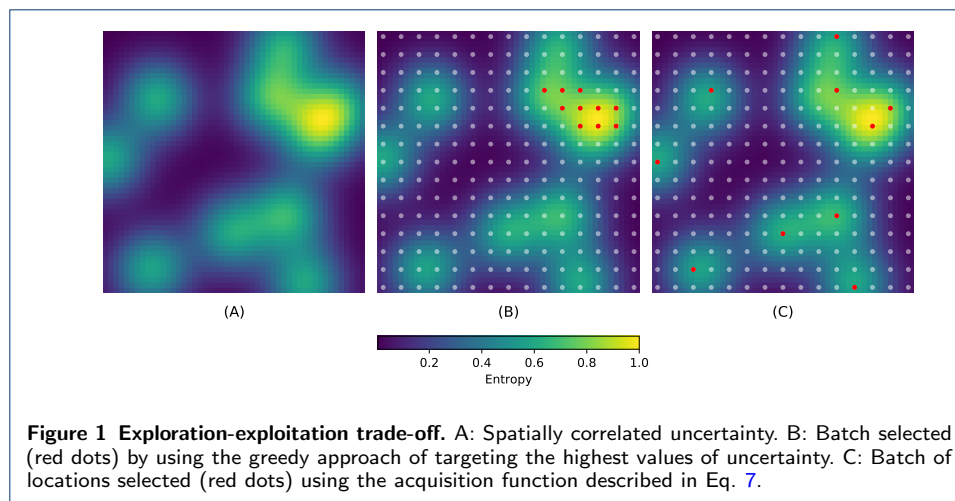 (A)
(B)
(C)
0.2
0.4
0.6
0.8
1.0
Entropy
Figure 1 Exploration-exploitation trade-off. A: Spatially correlated uncertainty. B: Batch selected
(red dots) by using the greedy approach of targeting the highest values of uncertainty. C: Batch of
locations selected (red dots) using the acquisition function described in Eq. 7.